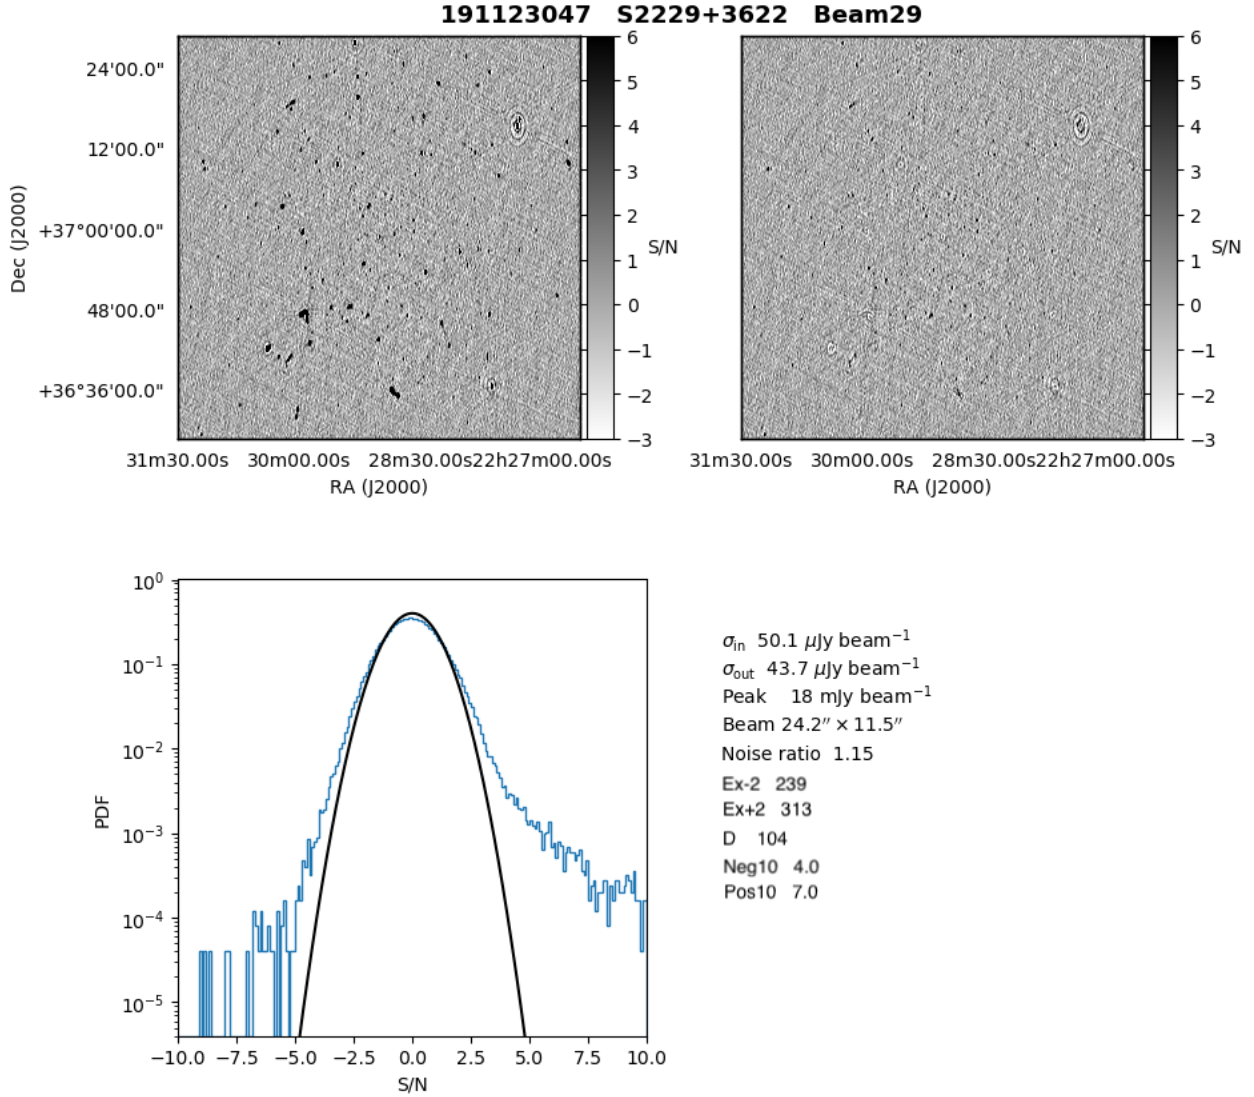 191123047 S2229+3622 Beam29
24'00.0"
12'00.0"
+37°00'00.0"
48'00.0"
+36°36'00.0"
Dec (J2000)
31m30.00s 30m00.00s 28m30.00s22h27m00.00s
RA (J2000)
6
5
4
3
2
1
0
−1
−2
−3
S/N
31m30.00s 30m00.00s 28m30.00s22h27m00.00s
RA (J2000)
6
5
4
3
2
1
0
−1
−2
−3
S/N
10⁰
10⁻¹
10⁻²
10⁻³
10⁻⁴
10⁻⁵
PDF
−10.0 −7.5 −5.0 −2.5 0.0 2.5 5.0 7.5 10.0
S/N
σin 50.1 μJy beam⁻¹
σout 43.7 μJy beam⁻¹
Peak 18 mJy beam⁻¹
Beam 24.2″ × 11.5″
Noise ratio 1.15
Ex-2 239
Ex+2 313
D 104
Neg10 4.0
Pos10 7.0